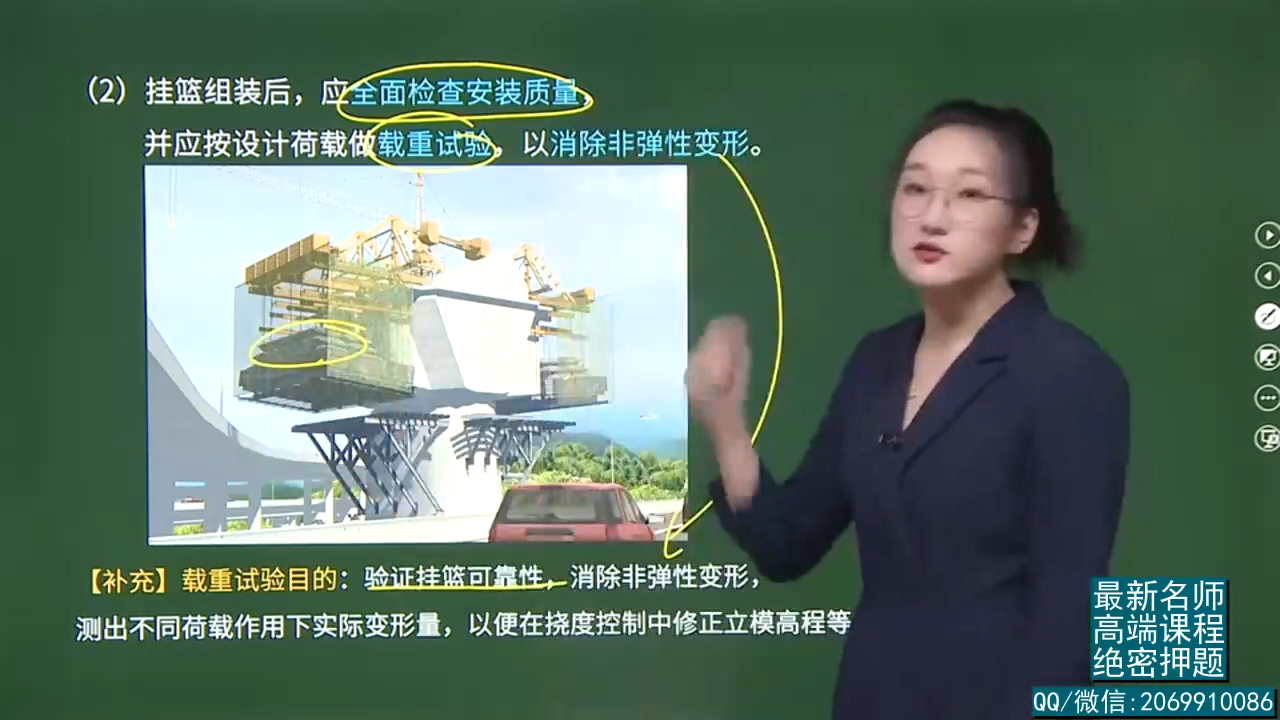 （2）挂篮组装后，应全面检查安装质量，
并应按设计荷载做载重试验，以消除非弹性变形。
【补充】载重试验目的：验证挂篮可靠性，消除非弹性变形，
测出不同荷载作用下实际变形量，以便在挠度控制中修正立模高程等
最新名师
高端课程
绝密押题
QQ/微信:2069910086